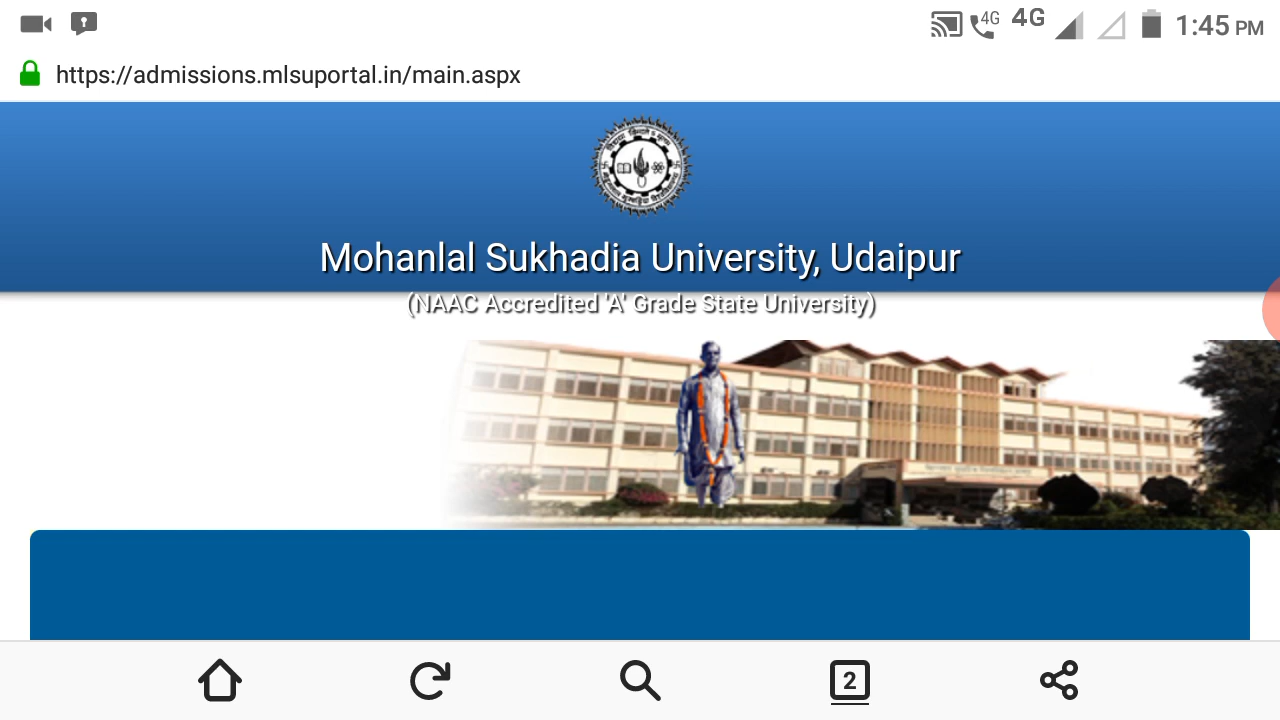 4G 4G 1:45 PM
https://admissions.mlsuportal.in/main.aspx
Mohanlal Sukhadia University, Udaipur
(NAAC Accredited 'A' Grade State University)
2